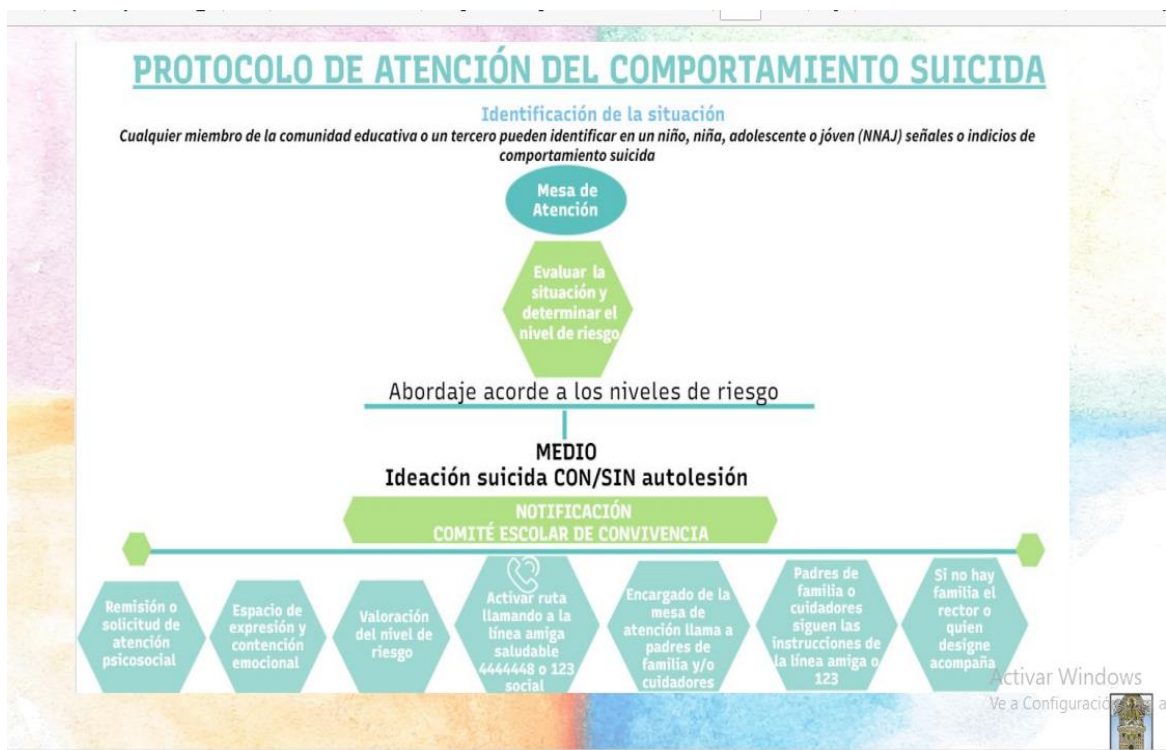 PROTOCOLO DE ATENCIÓN DEL COMPORTAMIENTO SUICIDA
Identificación de la situación
Cualquier miembro de la comunidad educativa o un tercero pueden identificar en un niño, niña, adolescente o jóven (NNAJ) señales o indicios de
comportamiento suicida
Mesa de
Atención
Evaluar la
situación y
determinar el
nivel de riesgo
Abordaje acorde a los niveles de riesgo
MEDIO
Ideación suicida CON/SIN autolesión
NOTIFICACIÓN
COMITÉ ESCOLAR DE CONVIVENCIA
Remisión o
solicitud de
atención
psicosocial
Espacio de
expresión y
contención
emocional
Valoración
del nivel de
riesgo
Activar ruta
llamando a la
línea amiga
saludable
4444448 o 123
social
Encargado de la
mesa de
atención llama a
padres de
familia y/o
cuidadores
Padres de
familia o
cuidadores
siguen las
instrucciones de
la línea amiga o
123
Si no hay
familia el
rector o
quien
designe
acompaña
Activar Windows
Ve a Configuració